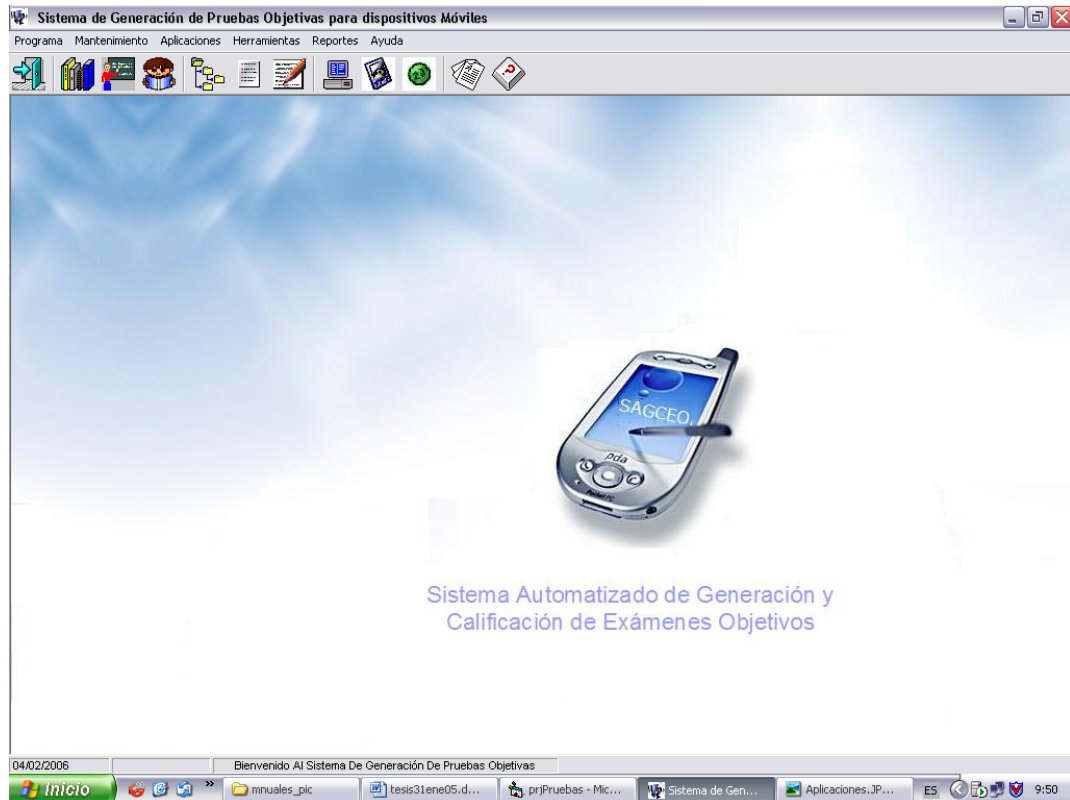 Sistema de Generación de Pruebas Objetivas para dispositivos Móviles
Programa Mantenimiento Aplicaciones Herramientas Reportes Ayuda
SAGCEO
pda
Pocket PC
Sistema Automatizado de Generación y
Calificación de Exámenes Objetivos
04/02/2006 Bienvenido Al Sistema De Generación De Pruebas Objetivas
Inicio » mnuales_pic tesis31ene05.d... prjPruebas - Mic... Sistema de Gen... Aplicaciones.JP... ES 9:50